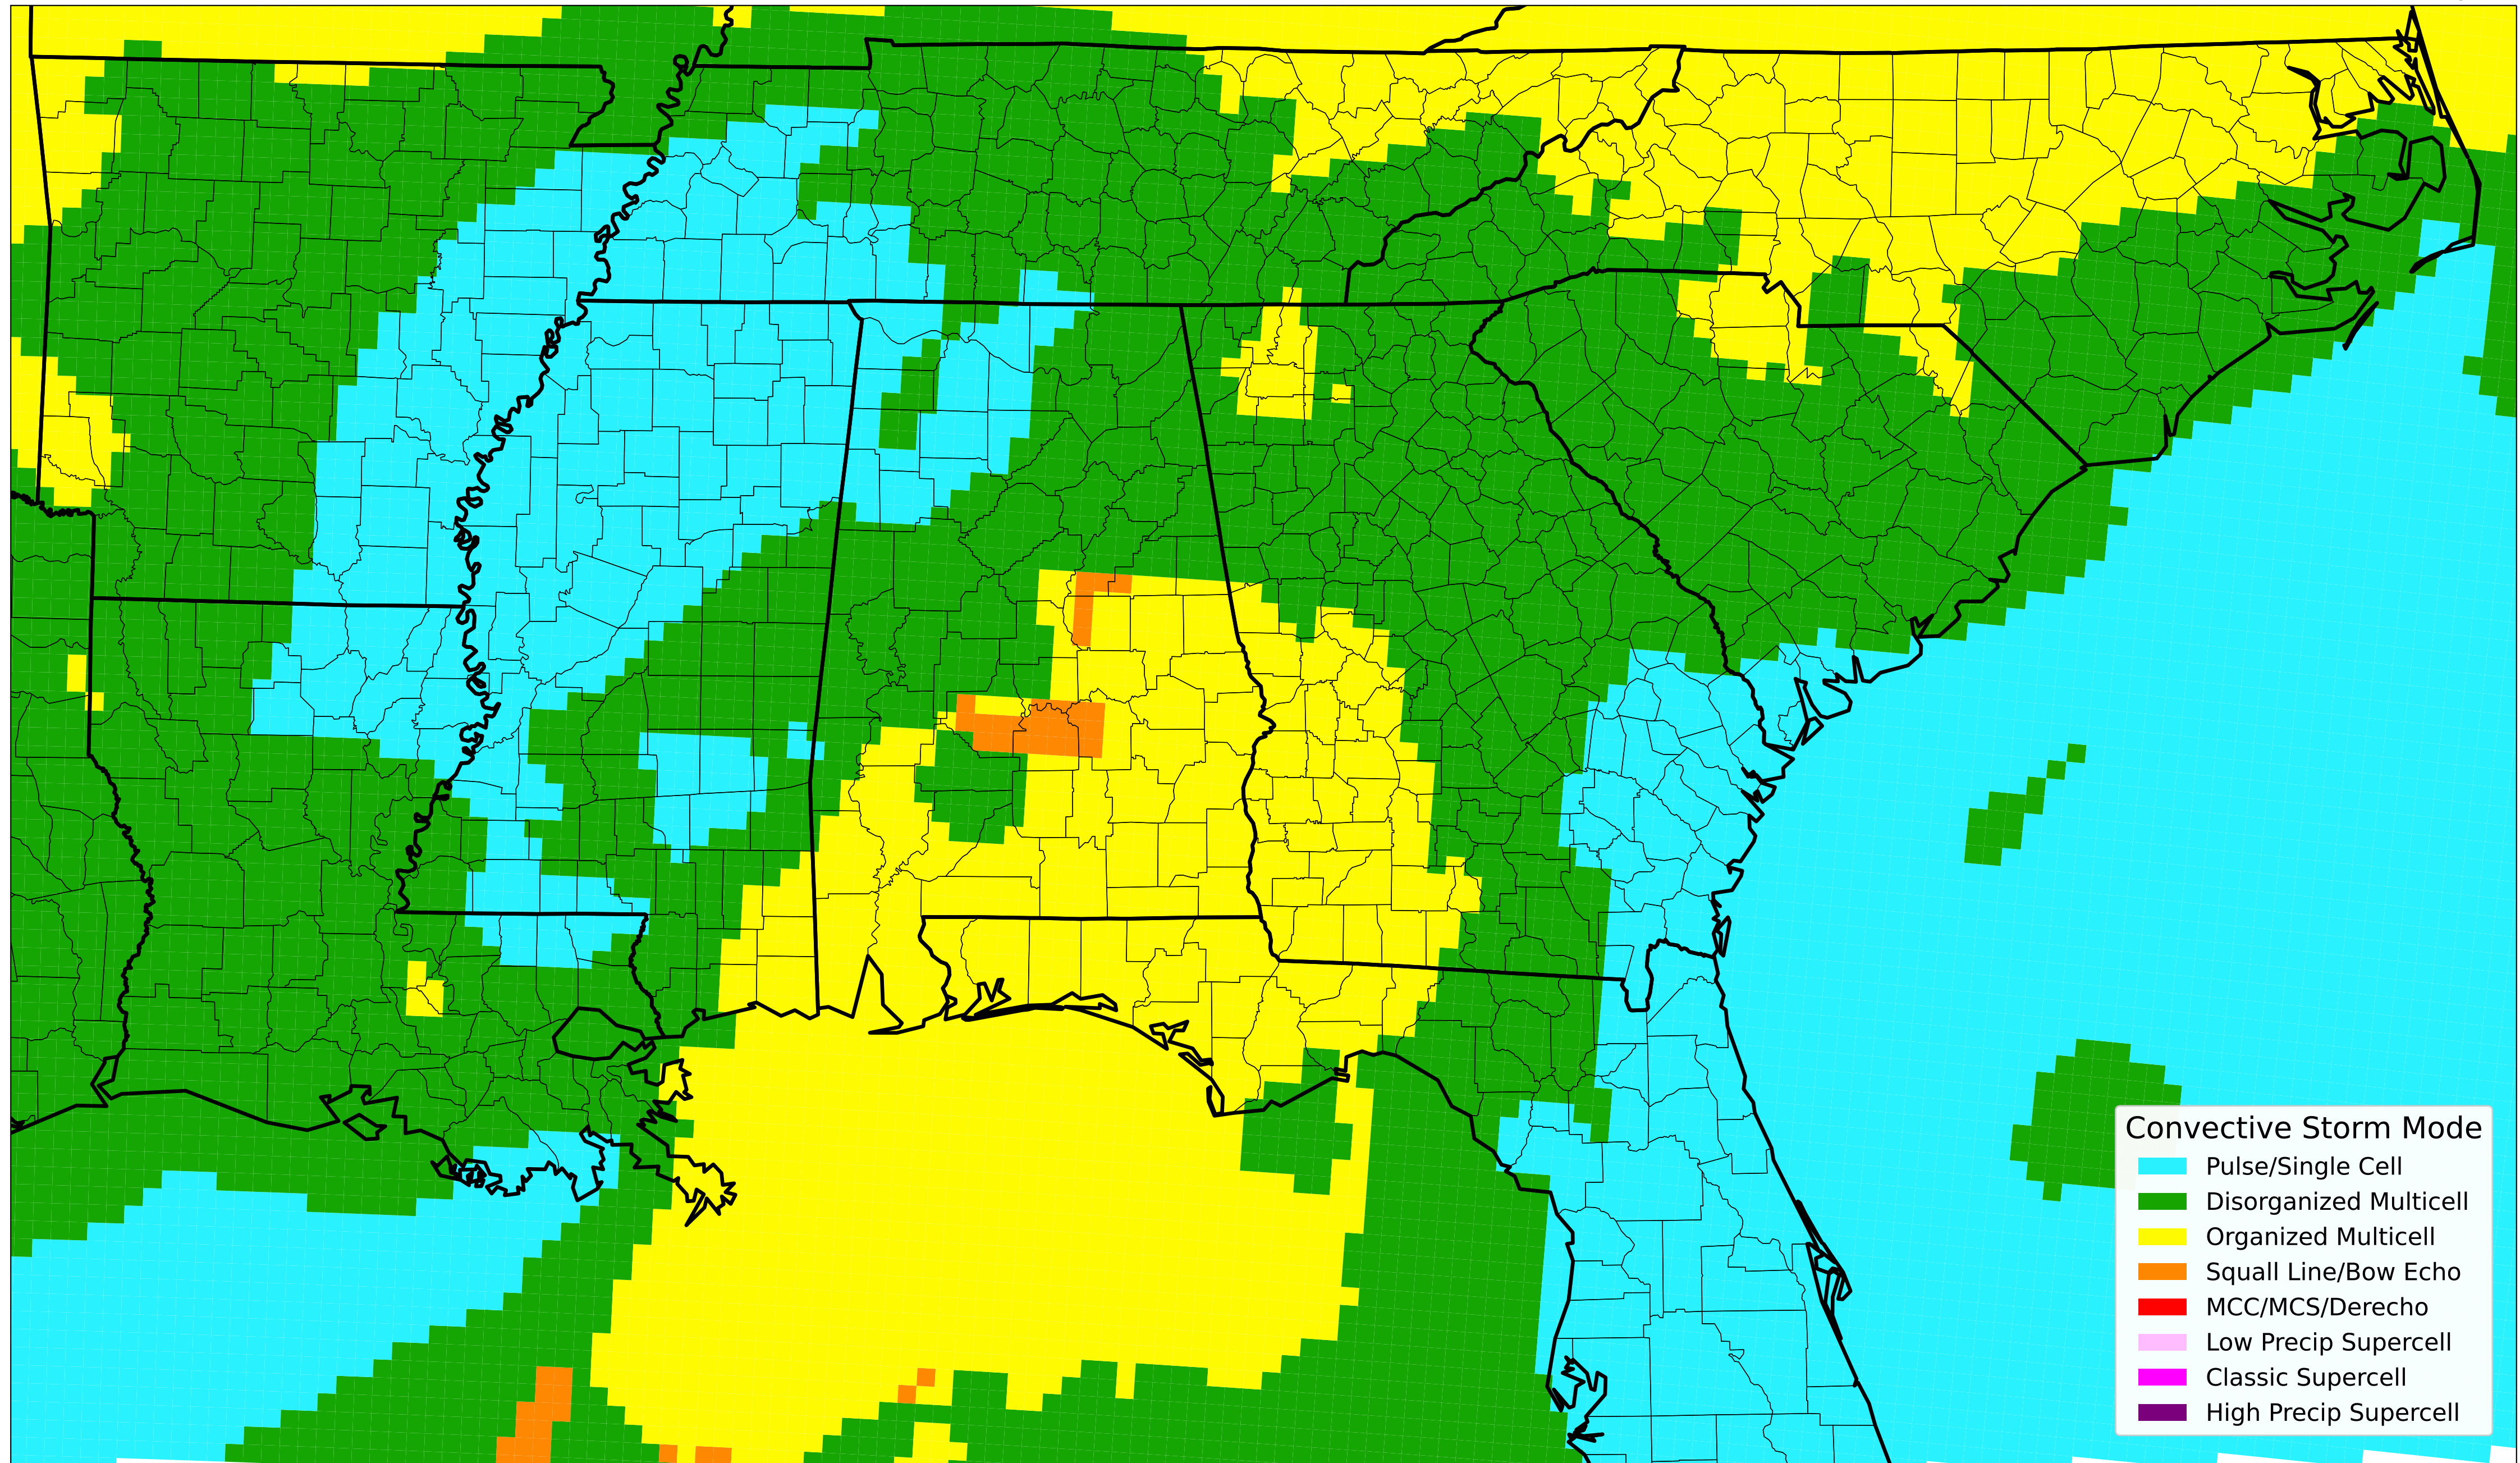 Convective Storm Mode
Pulse/Single Cell
Disorganized Multicell
Organized Multicell
Squall Line/Bow Echo
MCC/MCS/Derecho
Low Precip Supercell
Classic Supercell
High Precip Supercell